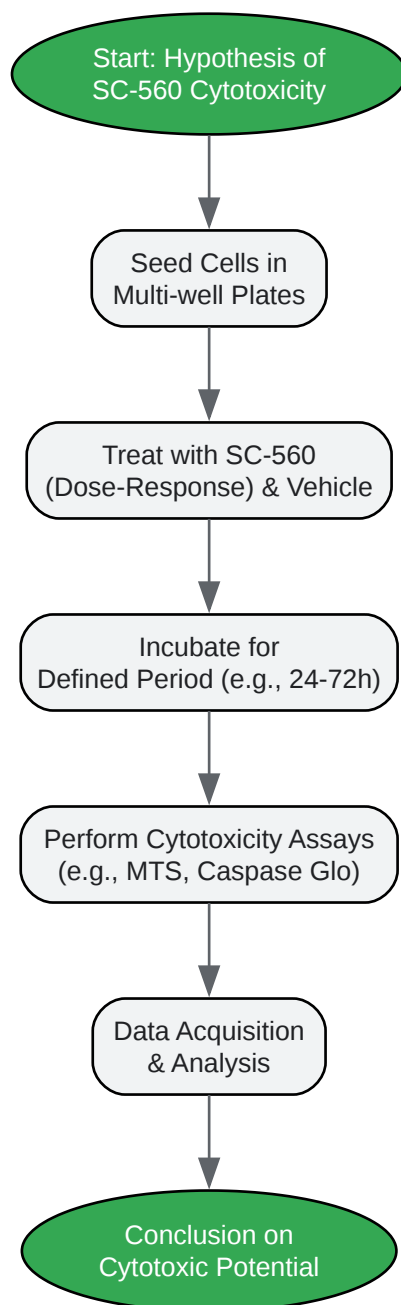 Start: Hypothesis of
SC-560 Cytotoxicity
Seed Cells in
Multi-well Plates
Treat with SC-560
(Dose-Response) & Vehicle
Incubate for
Defined Period (e.g., 24-72h)
Perform Cytotoxicity Assays
(e.g., MTS, Caspase Glo)
Data Acquisition
& Analysis
Conclusion on
Cytotoxic Potential